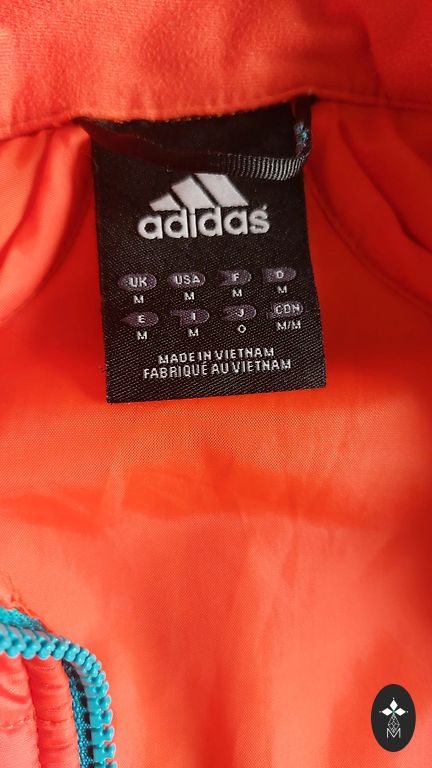 adidas
UK USA F D
M M M M
E I J CDN
M M O M/M
MADE IN VIETNAM
FABRIQUÉ AU VIETNAM
M